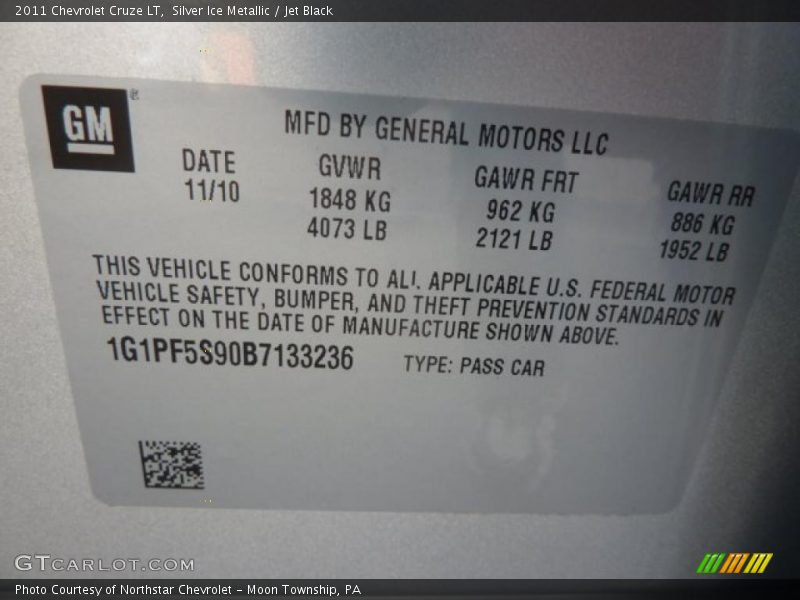 2011 Chevrolet Cruze LT, Silver Ice Metallic / Jet Black
GM®
MFD BY GENERAL MOTORS LLC
DATE GVWR GAWR FRT GAWR RR
11/10 1848 KG 962 KG 886 KG
4073 LB 2121 LB 1952 LB
THIS VEHICLE CONFORMS TO ALL APPLICABLE U.S. FEDERAL MOTOR
VEHICLE SAFETY, BUMPER, AND THEFT PREVENTION STANDARDS IN
EFFECT ON THE DATE OF MANUFACTURE SHOWN ABOVE.
1G1PF5S90B7133236 TYPE: PASS CAR
GTCARLOT.COM
Photo Courtesy of Northstar Chevrolet - Moon Township, PA